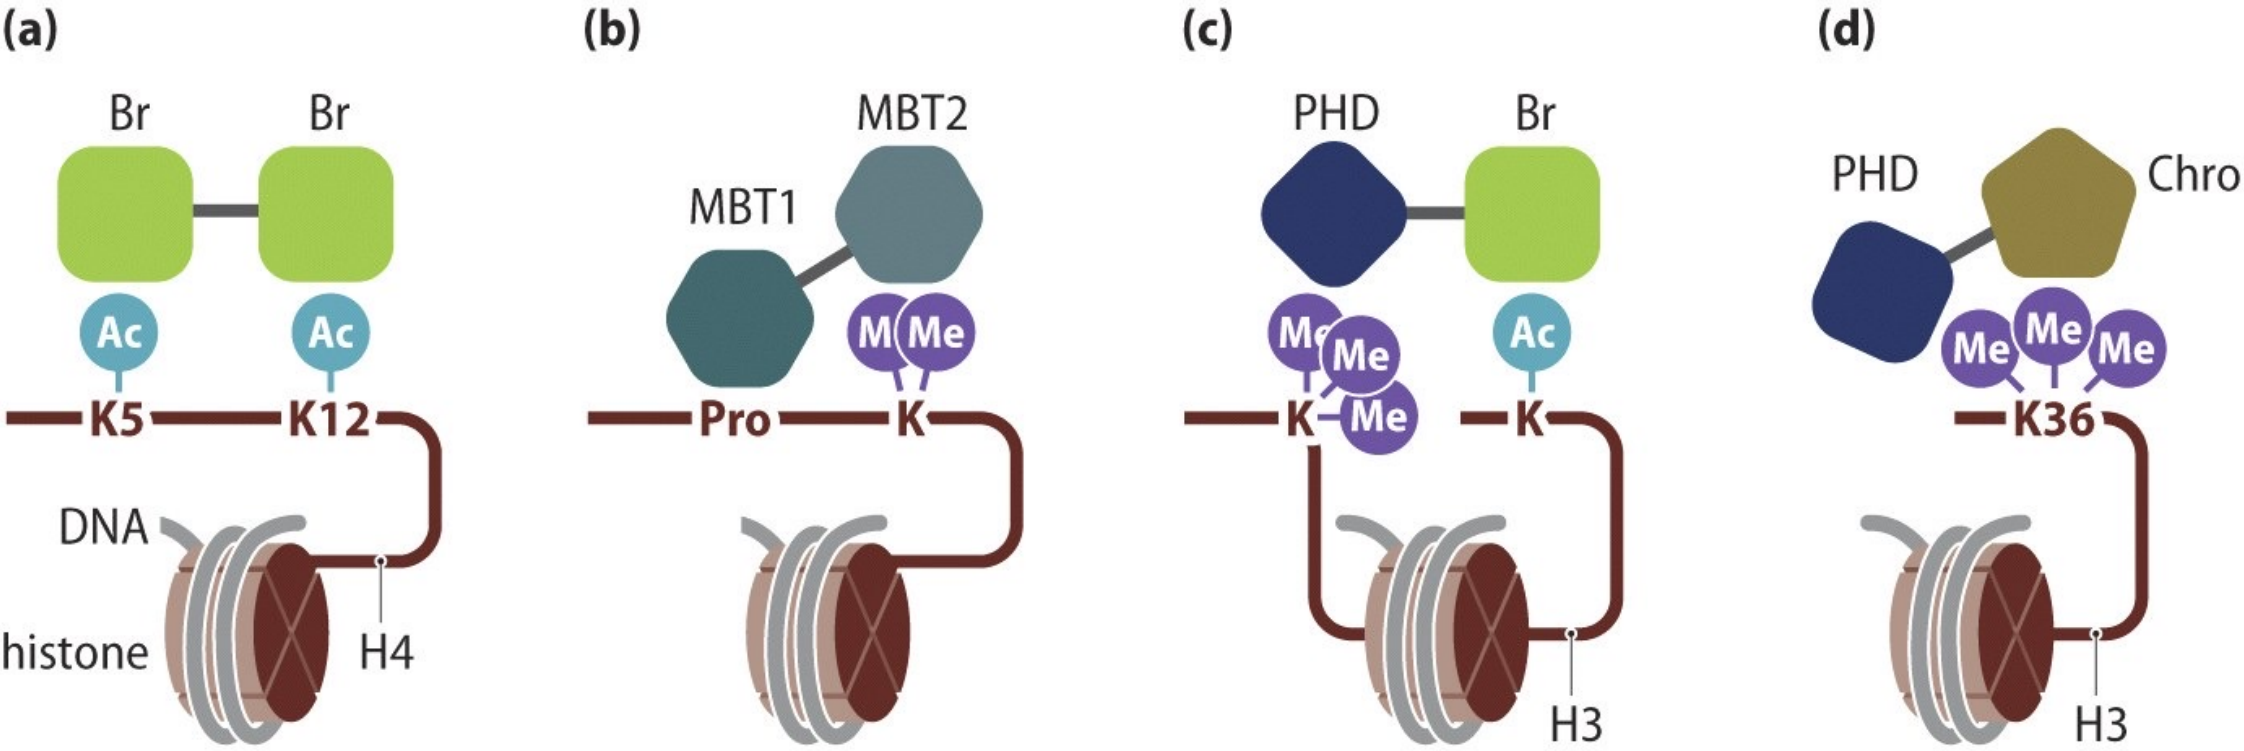 (a)
Br Br
Ac Ac
K5 K12
DNA
histone
H4
(b)
MBT2
MBT1
M Me
Pro K
(c)
PHD Br
Me Me Me Ac
K K
H3
(d)
PHD Chro
Me Me Me
K36
H3